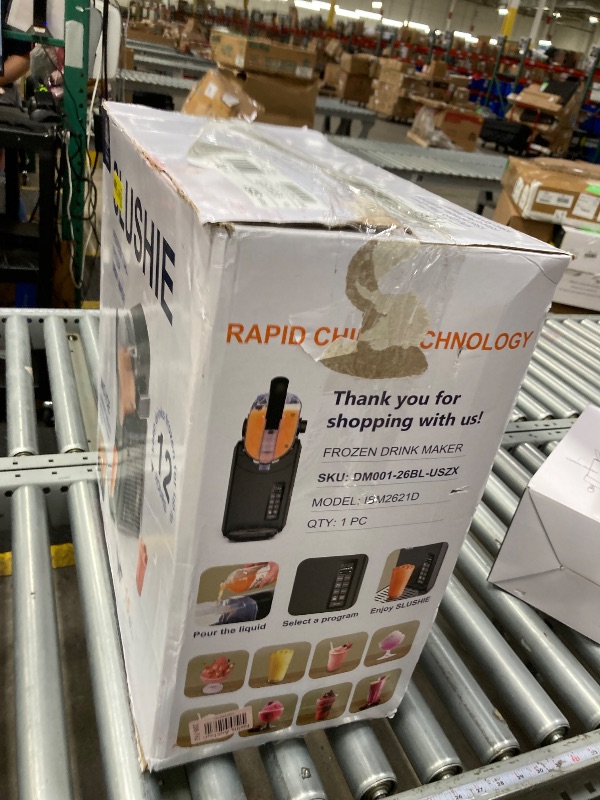 SLUSHIE
12
RAPID CHI CHNOLOGY
Thank you for
shopping with us!
FROZEN DRINK MAKER
SKU: DM001-26BL-USZX
MODEL: ISM2621D
QTY: 1 PC
Pour the liquid
Select a program
Enjoy SLUSHIE